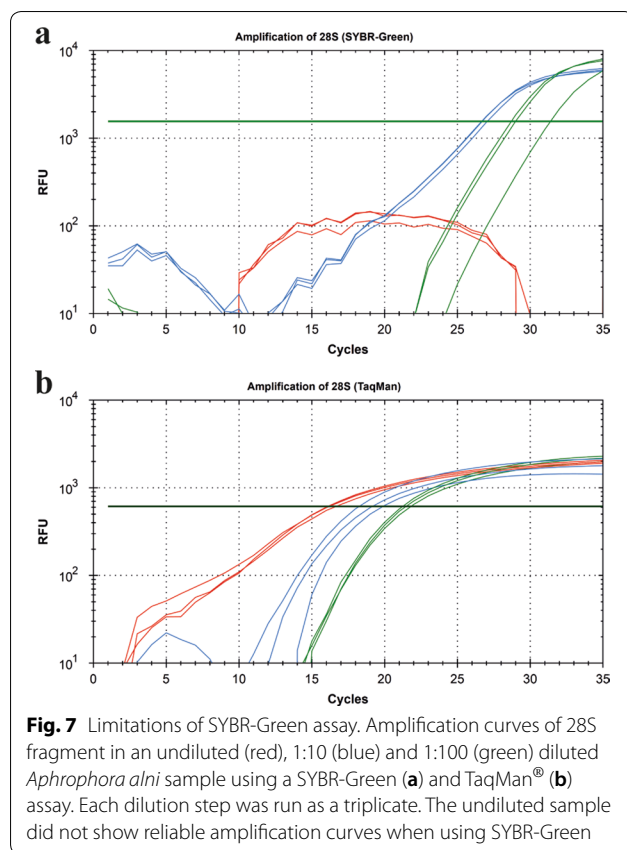 a
Amplification of 28S (SYBR-Green)
10^4
10^3
10^2
10^1
RFU
0 5 10 15 20 25 30 35
Cycles
b
Amplification of 28S (TaqMan)
10^4
10^3
10^2
10^1
RFU
0 5 10 15 20 25 30 35
Cycles
Fig. 7 Limitations of SYBR-Green assay. Amplification curves of 28S
fragment in an undiluted (red), 1:10 (blue) and 1:100 (green) diluted
Aphrophora alni sample using a SYBR-Green (a) and TaqMan® (b)
assay. Each dilution step was run as a triplicate. The undiluted sample
did not show reliable amplification curves when using SYBR-Green